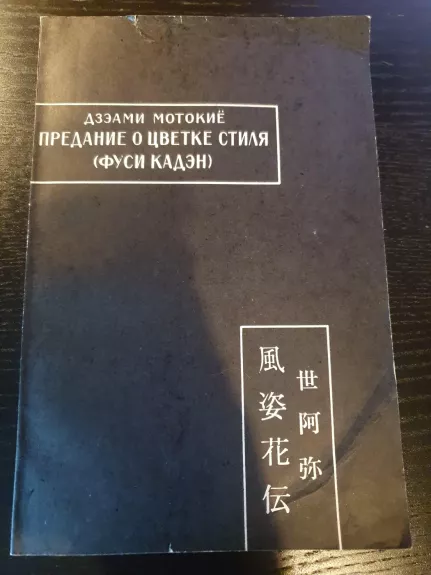 ДЗЭАМИ МОТОКИЁ
ПРЕДАНИЕ О ЦВЕТКЕ СТИЛЯ
(ФУСИ КАДЭН)
世阿弥
風姿花伝